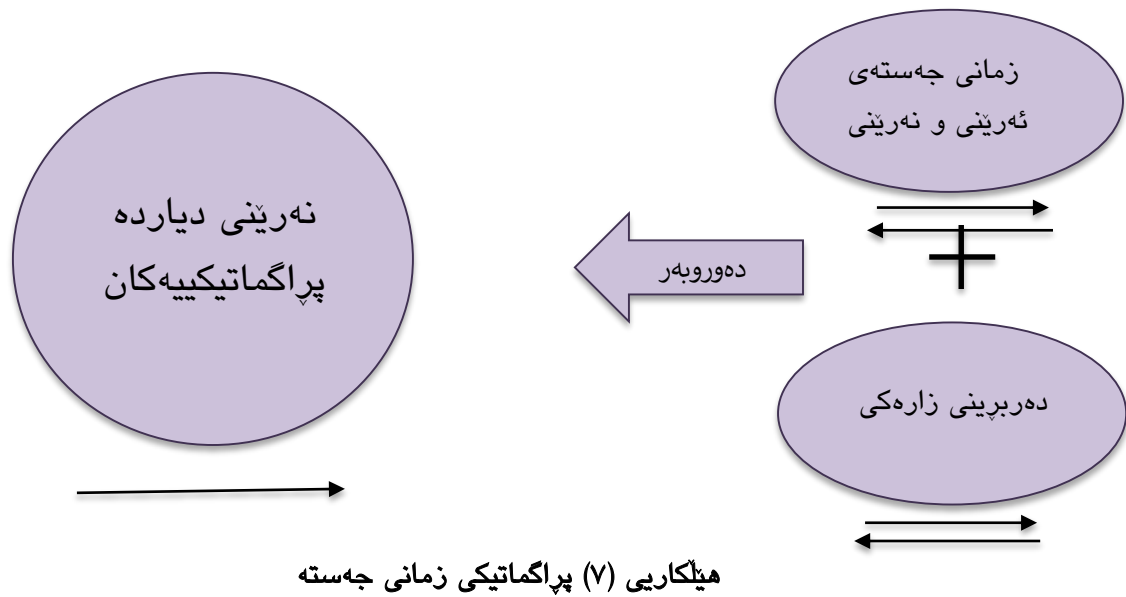 زمانی جەستەی
ئەرێنی و نەرێنی
دەوروبەر
نەرێنی دیاردە
پڕاگماتیکییەکان
دەربڕینی زارەکی
هێڵکاریی (٧) پڕاگماتیکی زمانی جەستە